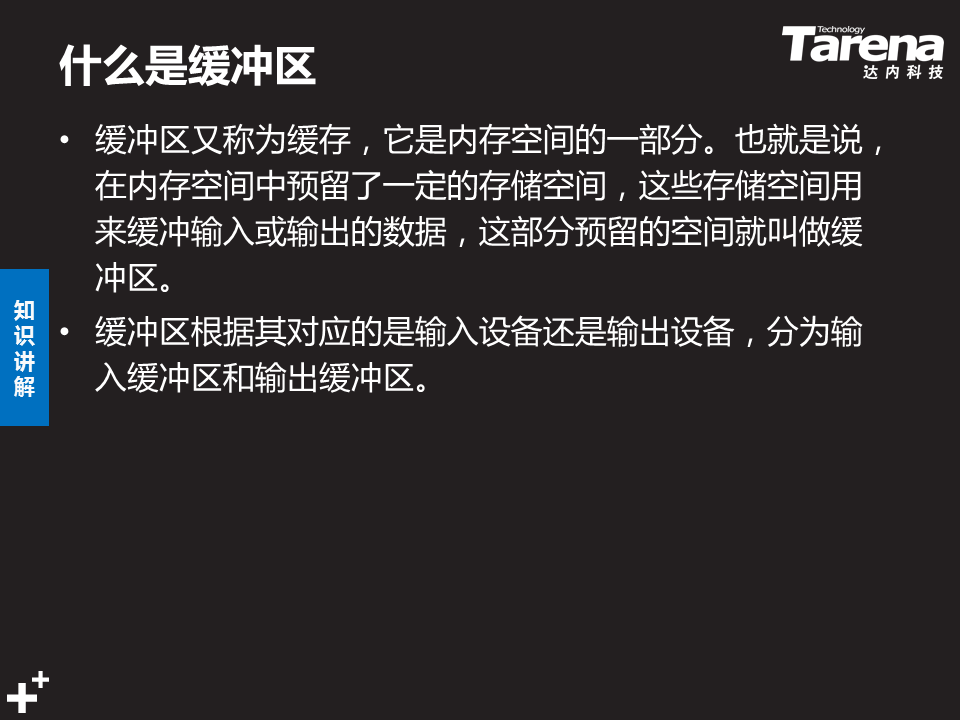 什么是缓冲区
Technology
Tarena
达内科技
• 缓冲区又称为缓存，它是内存空间的一部分。也就是说，
在内存空间中预留了一定的存储空间，这些存储空间用
来缓冲输入或输出的数据，这部分预留的空间就叫做缓
冲区。
• 缓冲区根据其对应的是输入设备还是输出设备，分为输
入缓冲区和输出缓冲区。
知
识
讲
解